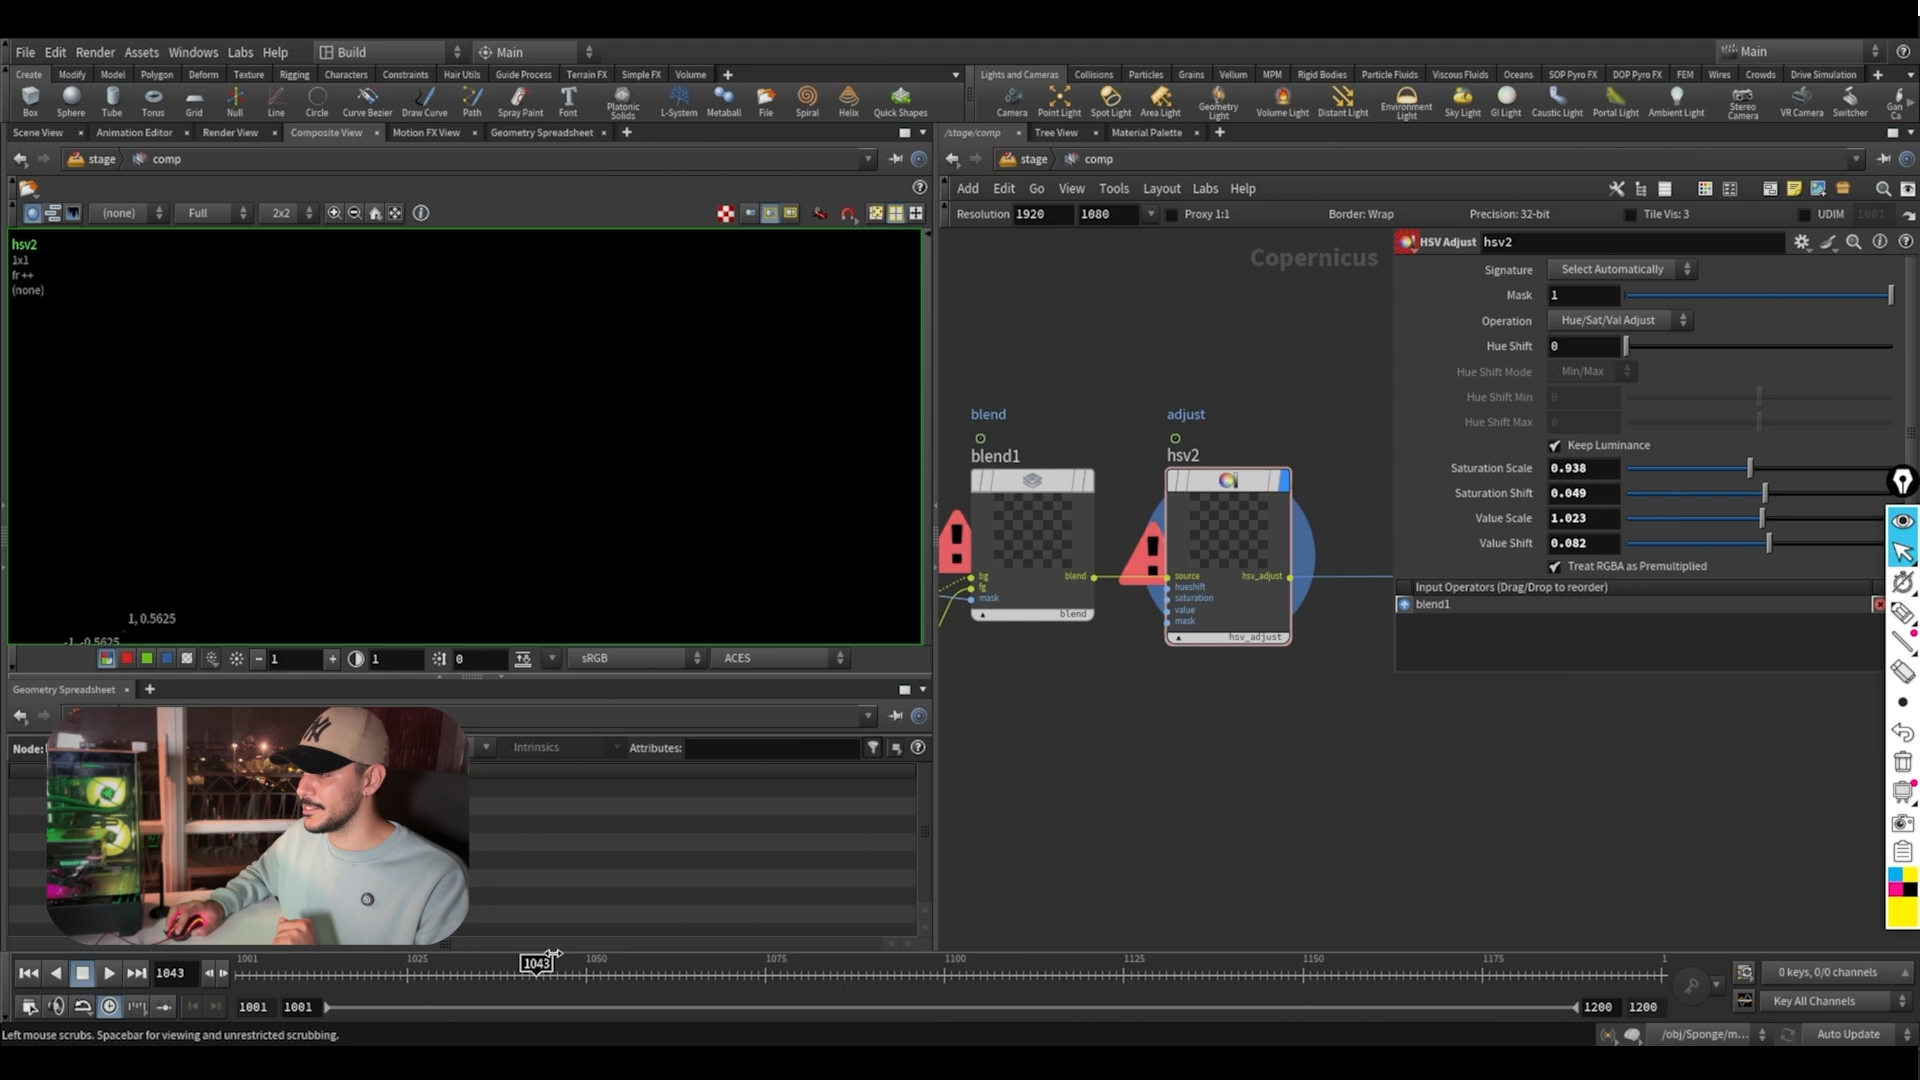 File Edit Render Assets Windows Labs Help Build Main Main
Create Modify Model Polygon Deform Texture Rigging Characters Constraints Hair Utils Guide Process Terrain FX Simple FX Volume
Lights and Cameras Collisions Particles Grains Vellum MPM Rigid Bodies Particle Fluids Viscous Fluids Oceans SOP Pyro FX DOP Pyro FX FEM Wires Crowds Drive Simulation
Box Sphere Tube Torus Grid Null Line Circle Curve Bezier Draw Curve Path Spray Paint Font Platonic Solids L-System Metaball File Spiral Helix Quick Shapes
Camera Point Light Spot Light Area Light Geometry Light Volume Light Distant Light Environment Light Sky Light GI Light Caustic Light Portal Light Ambient Light Stereo Camera VR Camera Switcher Gan Ca
Scene View Animation Editor Render View Composite View Motion FX View Geometry Spreadsheet
/stage/comp Tree View Material Palette
stage comp
stage comp
Add Edit Go View Tools Layout Labs Help
(none) Full 2x2
Resolution 1920 1080 Proxy 1:1 Border: Wrap Precision: 32-bit Tile Vis: 3 UDIM 1001
hsv2
1x1
fr ++
(none)
1, 0.5625
-1, -0.5625
Copernicus
HSV Adjust hsv2
Signature Select Automatically
Mask 1
Operation Hue/Sat/Val Adjust
Hue Shift 0
Hue Shift Mode Min/Max
Hue Shift Min 0
Hue Shift Max 0
Keep Luminance
Saturation Scale 0.938
Saturation Shift 0.049
Value Scale 1.023
Value Shift 0.082
Treat RGBA as Premultiplied
Input Operators (Drag/Drop to reorder)
blend1
blend
blend1
bg
fg
mask
blend
blend
adjust
hsv2
source
hueshift
saturation
value
mask
hsv_adjust
hsv_adjust
1 1 0 sRGB ACES
Geometry Spreadsheet
Node: Intrinsics Attributes:
1043 1001 1025 1043 1050 1075 1100 1125 1150 1175 1
0 keys, 0/0 channels
1001 1001 1200 1200 Key All Channels
Left mouse scrubs. Spacebar for viewing and unrestricted scrubbing.
/obj/Sponge/m... Auto Update